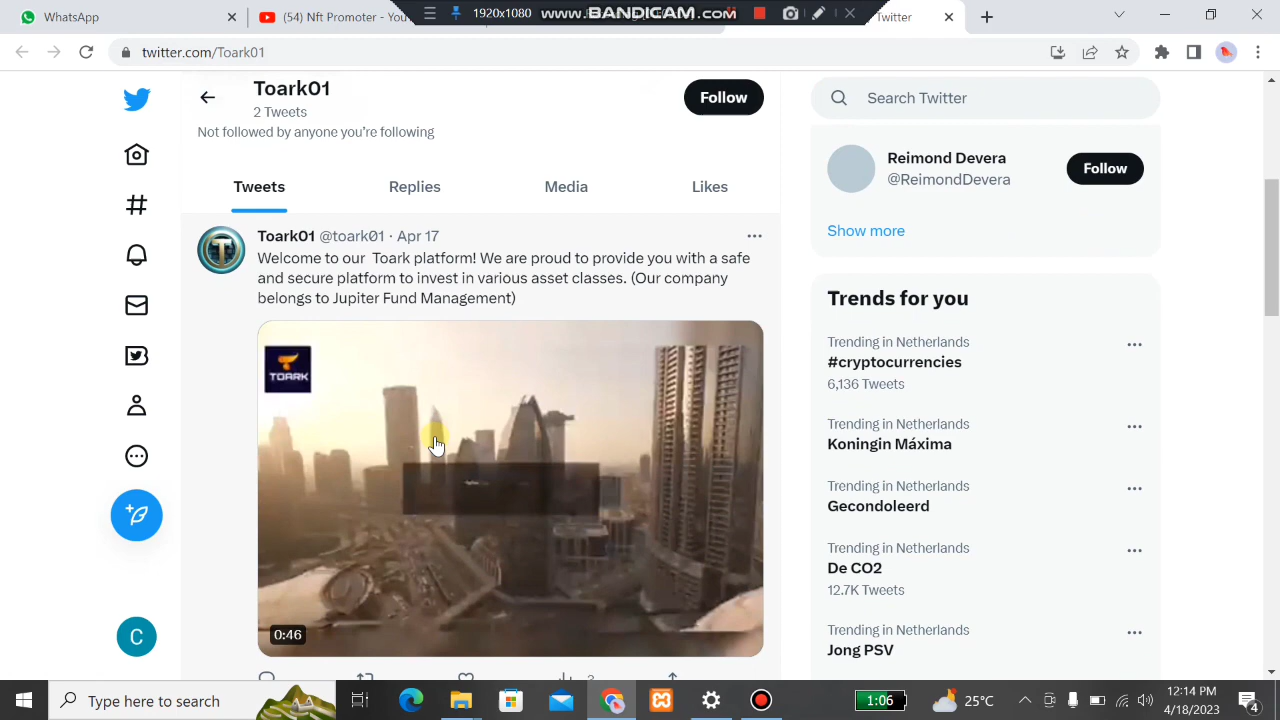 WhatsApp
(54) Nft Promoter - YouTube
1920x1080
www.BANDICAM.com
Twitter
twitter.com/Toark01
Toark01
2 Tweets
Not followed by anyone you're following
Follow
Tweets
Replies
Media
Likes
Toark01 @toark01 · Apr 17
Welcome to our Toark platform! We are proud to provide you with a safe
and secure platform to invest in various asset classes. (Our company
belongs to Jupiter Fund Management)
TOARK
0:46
3
Search Twitter
Reimond Devera
@ReimondDevera
Follow
Show more
Trends for you
Trending in Netherlands
#cryptocurrencies
6,136 Tweets
Trending in Netherlands
Koningin Máxima
Trending in Netherlands
Gecondoleerd
Trending in Netherlands
De CO2
12.7K Tweets
Trending in Netherlands
Jong PSV
C
Type here to search
1:06
25°C
12:14 PM
4/18/2023
4